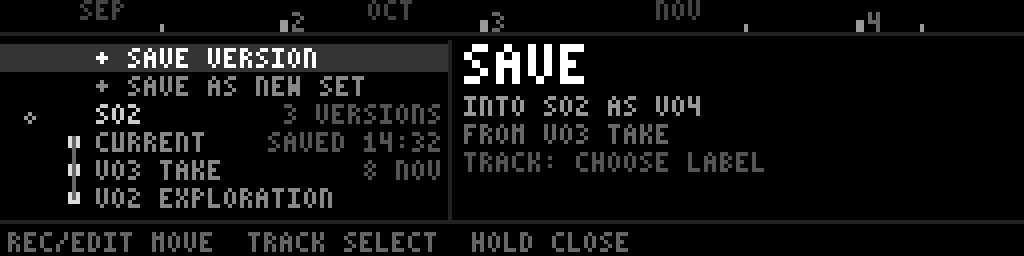 SEP OCT NOV
2 3 4
+ SAVE VERSION
+ SAVE AS NEW SET
S02 3 VERSIONS
CURRENT SAVED 14:32
V03 TAKE 8 NOV
V02 EXPLORATION
SAVE
INTO S02 AS V04
FROM V03 TAKE
TRACK: CHOOSE LABEL
REC/EDIT MOVE TRACK SELECT HOLD CLOSE